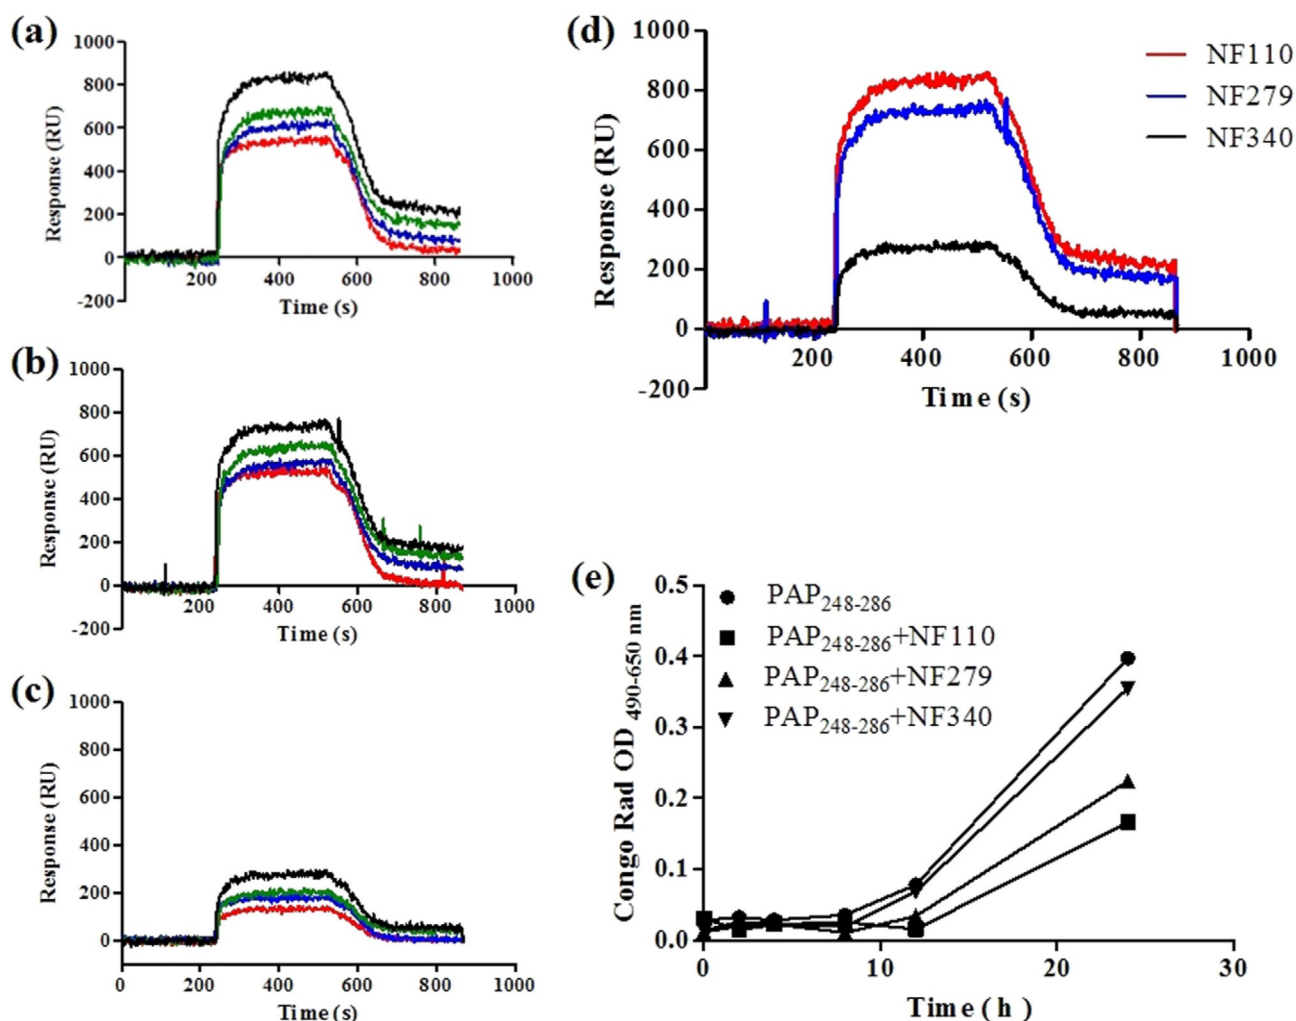 (a)
1000
800
600
400
200
0
-200
Response (RU)
200 400 600 800 1000
Time (s)
(b)
1000
800
600
400
200
0
-200
Response (RU)
200 400 600 800 1000
Time (s)
(c)
1000
800
600
400
200
0
Response (RU)
0 200 400 600 800 1000
Time (s)
(d)
1000
800
600
400
200
0
-200
Response (RU)
200 400 600 800 1000
Time (s)
NF110
NF279
NF340
(e)
0.5
0.4
0.3
0.2
0.1
0.0
Congo Rad OD 490-650 nm
PAP248-286
PAP248-286+NF110
PAP248-286+NF279
PAP248-286+NF340
0 10 20 30
Time (h )